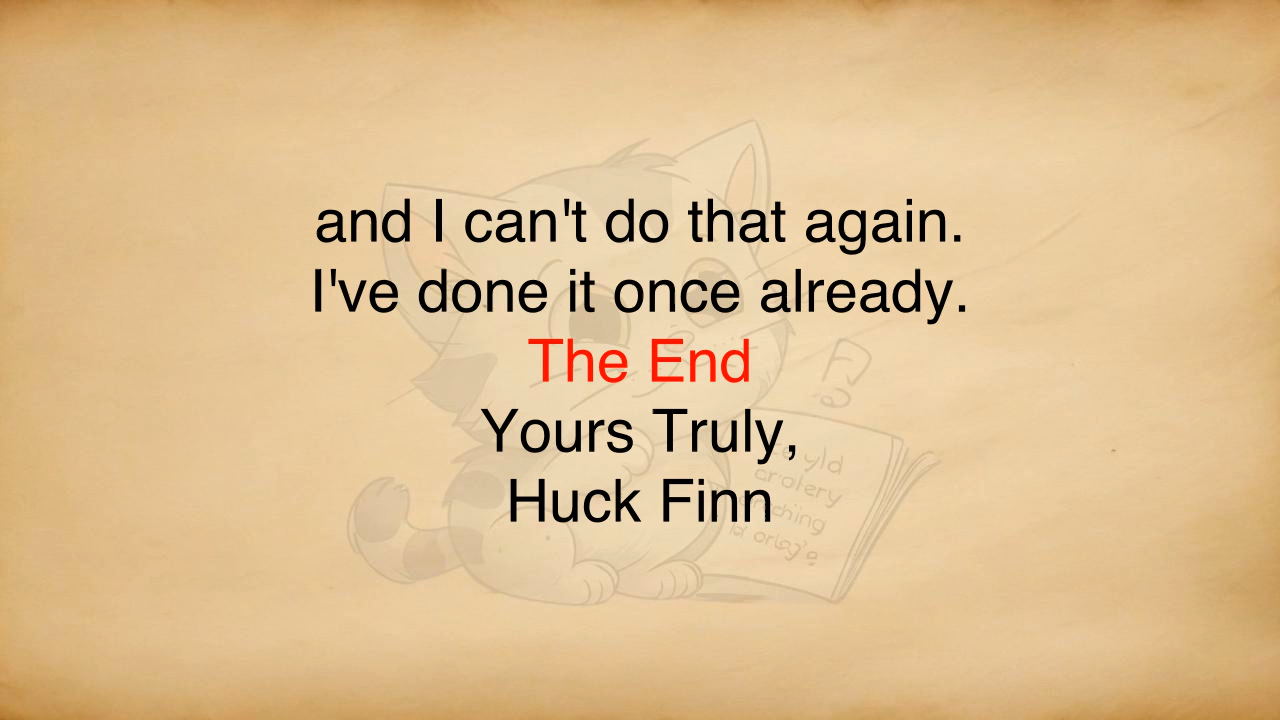 and I can't do that again.
I've done it once already.
The End
Yours Truly,
Huck Finn